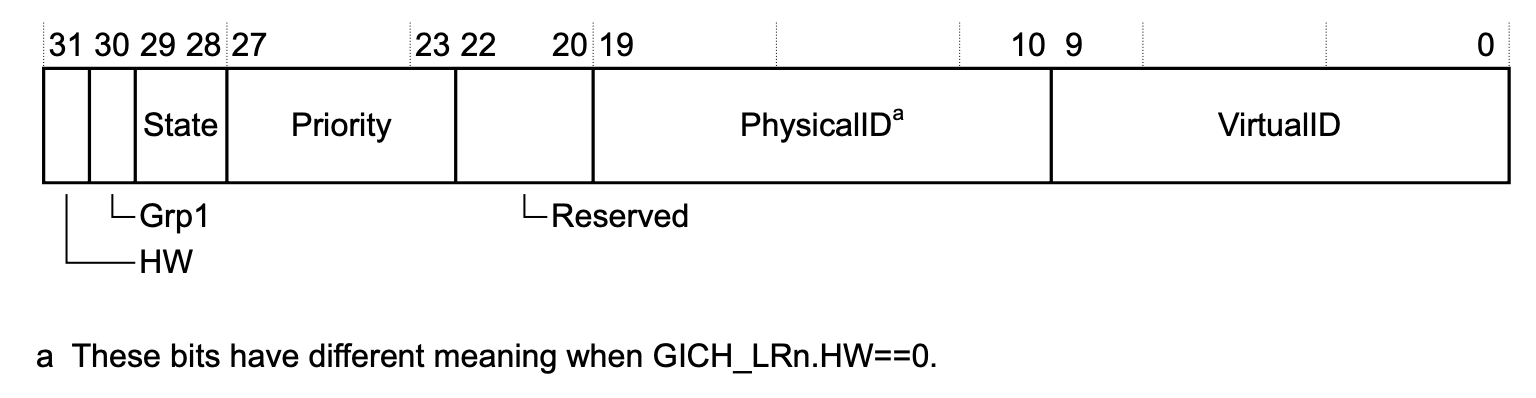 31 30 29 28 27 23 22 20 19 10 9 0
State Priority PhysicalIDa VirtualID
Grp1 Reserved
HW
a These bits have different meaning when GICH_LRn.HW==0.